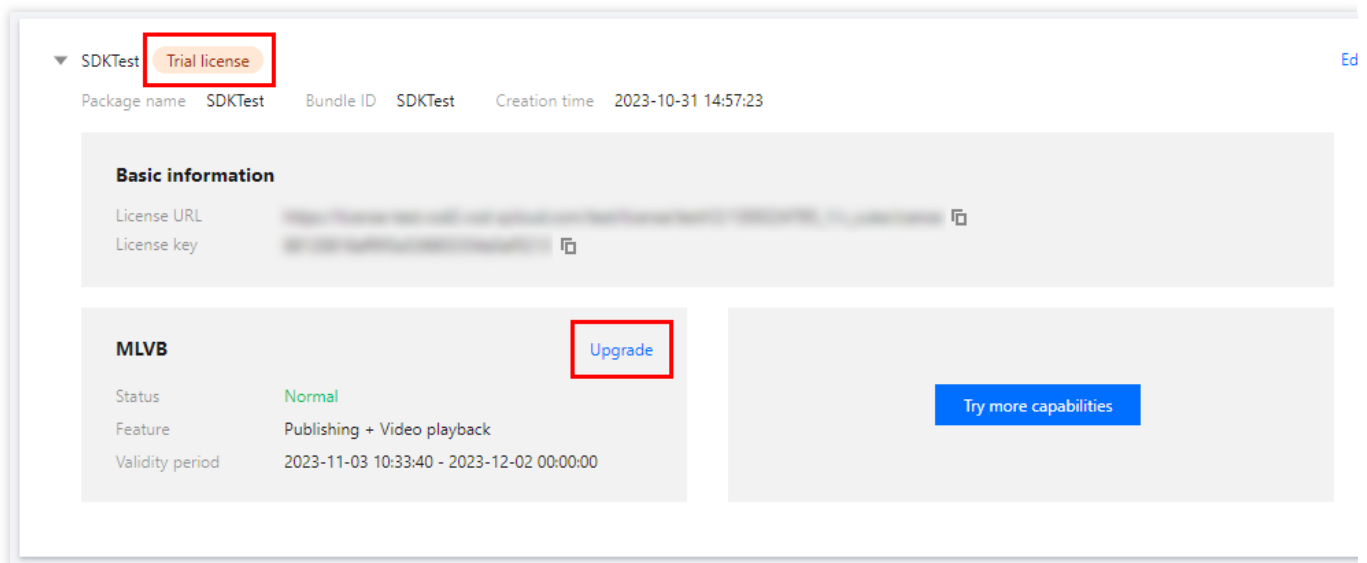 SDKTest Trial license
Package name SDKTest Bundle ID SDKTest Creation time 2023-10-31 14:57:23
Basic information
License URL
License key
MLVB Upgrade
Status Normal
Feature Publishing + Video playback
Validity period 2023-11-03 10:33:40 - 2023-12-02 00:00:00
Try more capabilities